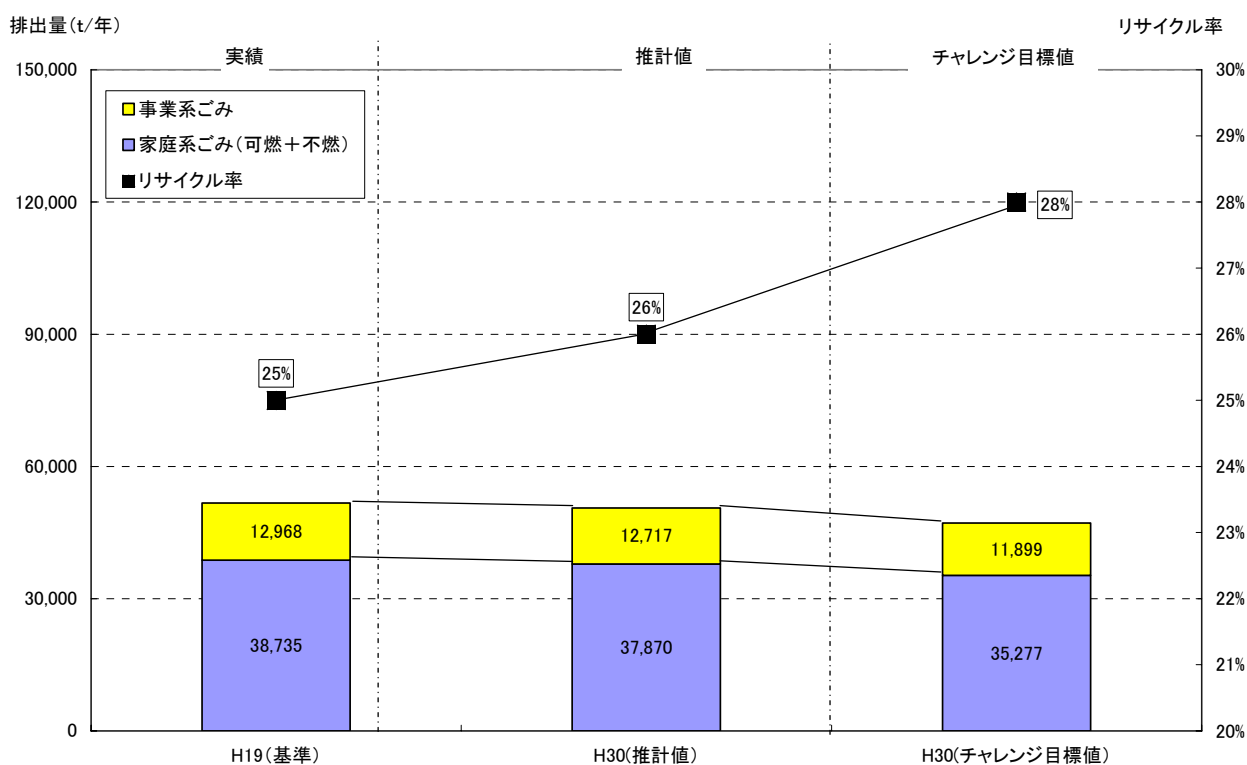 排出量(t/年)
リサイクル率
実績
推計値
チャレンジ目標値
150,000
120,000
90,000
60,000
30,000
0
30%
29%
28%
27%
26%
25%
24%
23%
22%
21%
20%
事業系ごみ
家庭系ごみ(可燃+不燃)
リサイクル率
25%
26%
28%
12,968
12,717
11,899
38,735
37,870
35,277
H19(基準)
H30(推計値)
H30(チャレンジ目標値)